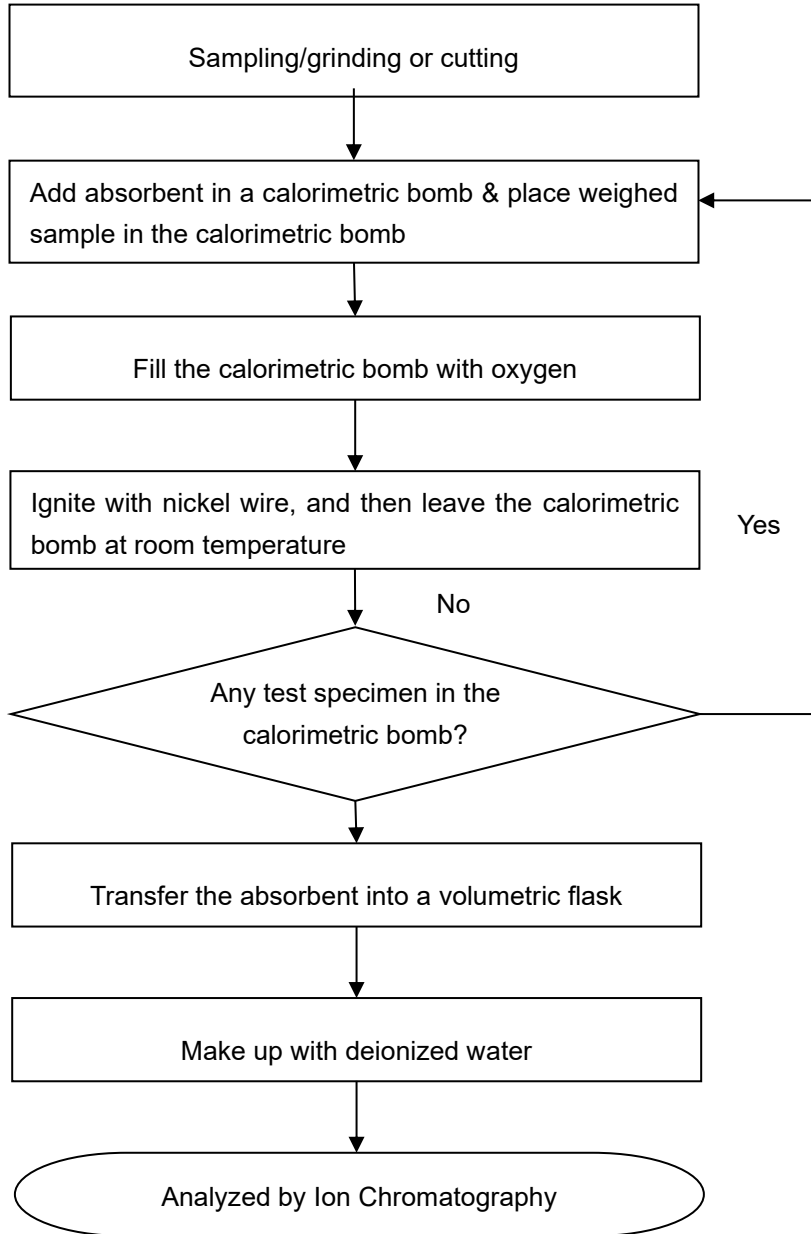 Sampling/grinding or cutting
Add absorbent in a calorimetric bomb & place weighed
sample in the calorimetric bomb
Fill the calorimetric bomb with oxygen
Ignite with nickel wire, and then leave the calorimetric
bomb at room temperature
Yes
No
Any test specimen in the
calorimetric bomb?
Transfer the absorbent into a volumetric flask
Make up with deionized water
Analyzed by Ion Chromatography